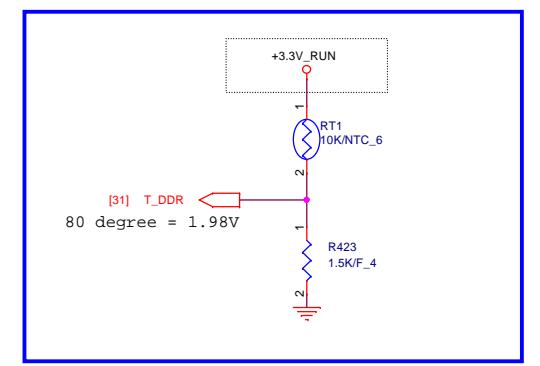 +3.3V_RUN
1
RT1
10K/NTC_6
2
[31] T_DDR
80 degree = 1.98V
1
R423
1.5K/F_4
2